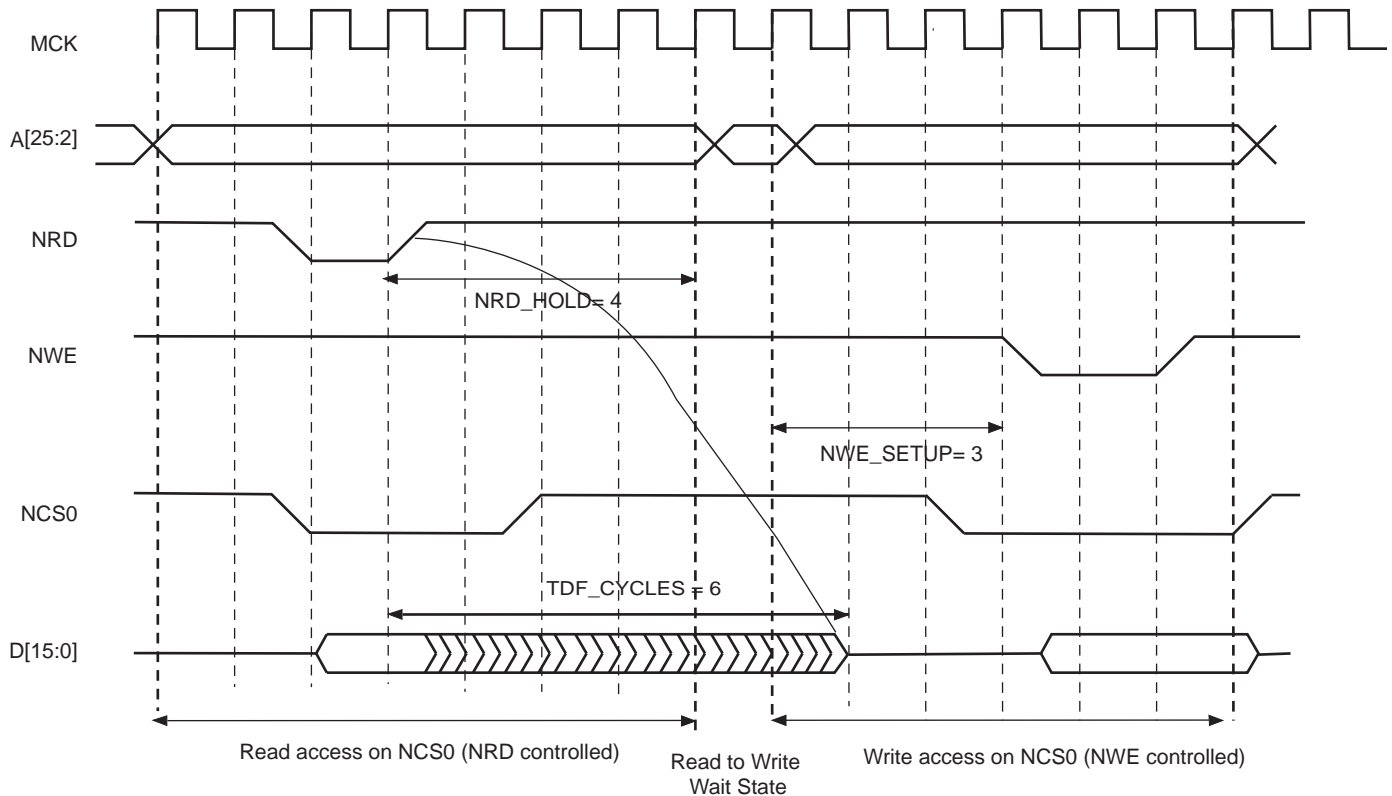 MCK
A[25:2]
NRD
NRD_HOLD= 4
NWE
NWE_SETUP= 3
NCS0
TDF_CYCLES = 6
D[15:0]
Read access on NCS0 (NRD controlled)
Read to Write
Wait State
Write access on NCS0 (NWE controlled)